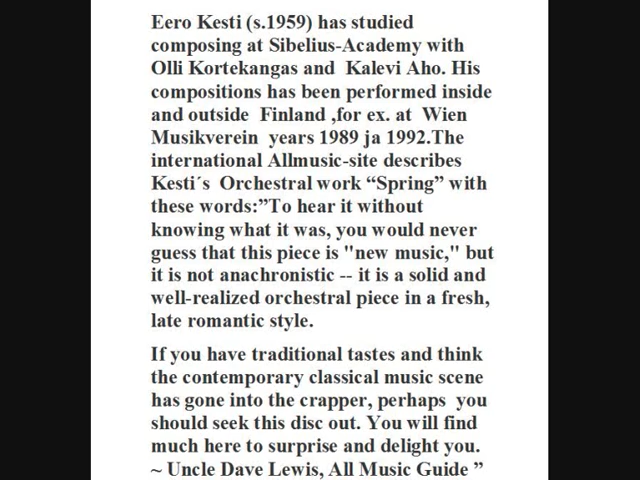 Eero Kesti (s.1959) has studied
composing at Sibelius-Academy with
Olli Kortekangas and  Kalevi Aho. His
compositions has been performed inside
and outside  Finland ,for ex. at  Wien
Musikverein  years 1989 ja 1992.The
international Allmusic-site describes
Kesti´s  Orchestral work “Spring” with
these words:”To hear it without
knowing what it was, you would never
guess that this piece is "new music," but
it is not anachronistic -- it is a solid and
well-realized orchestral piece in a fresh,
late romantic style.
If you have traditional tastes and think
the contemporary classical music scene
has gone into the crapper, perhaps  you
should seek this disc out. You will find
much here to surprise and delight you.
~ Uncle Dave Lewis, All Music Guide ”